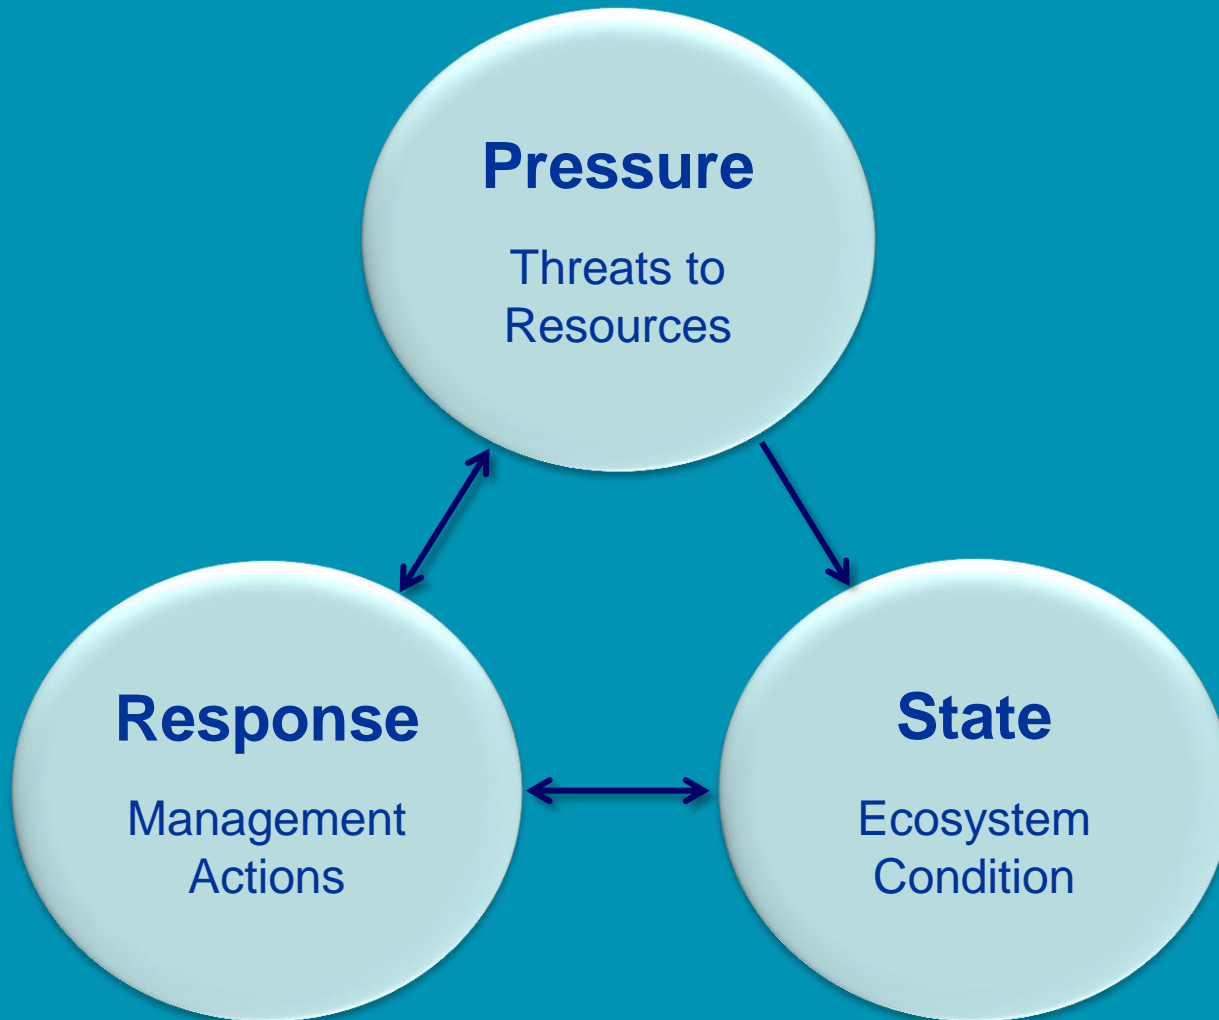 Pressure
Threats to
Resources
Response
Management
Actions
State
Ecosystem
Condition